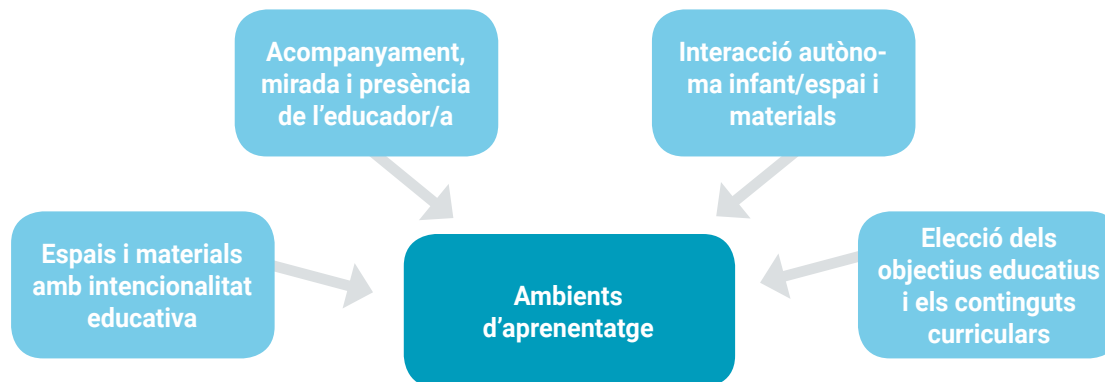 Acompanyament,
mirada i presència
de l’educador/a
Interacció autòno-
ma infant/espai i
materials
Espais i materials
amb intencionalitat
educativa
Ambients
d’aprenentatge
Elecció dels
objectius educatius
i els continguts
curriculars